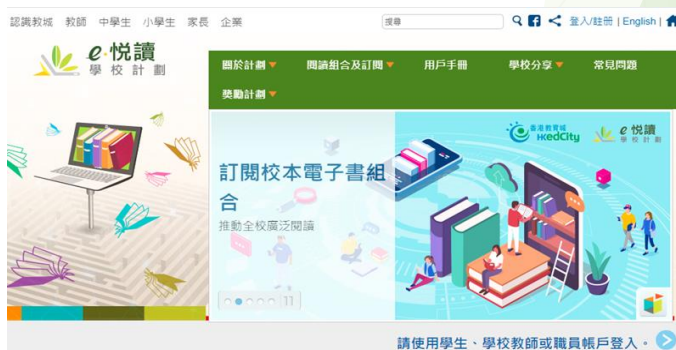 認識教城 教師 中學生 小學生 家長 企業 搜尋 登入/註冊 | English |
e 悦讀
學校計劃
關於計劃 閱讀組合及訂閱 用戶手冊 學校分享 常見問題
獎勵計劃
香港教育城
HKedCity
e 悦讀
學校計劃
訂閱校本電子書組
合
推動全校廣泛閱讀
11
請使用學生、學校教師或職員帳戶登入。